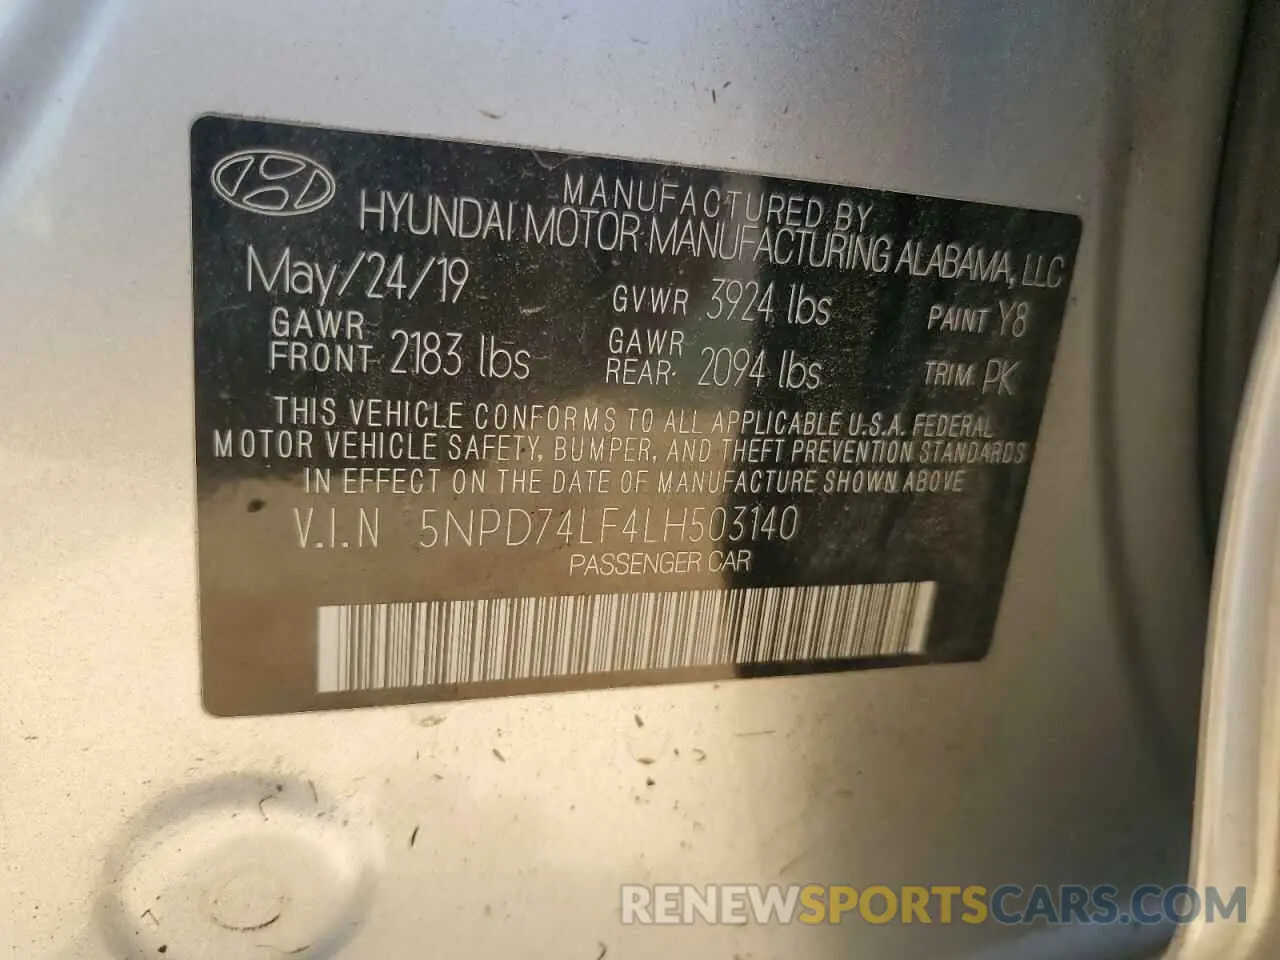 MANUFACTURED BY
HYUNDAI MOTOR MANUFACTURING ALABAMA, LLC
May/24/19 GVWR 3924 lbs PAINT Y8
GAWR FRONT 2183 lbs GAWR REAR 2094 lbs TRIM PK
THIS VEHICLE CONFORMS TO ALL APPLICABLE U.S.A. FEDERAL
MOTOR VEHICLE SAFETY, BUMPER, AND THEFT PREVENTION STANDARDS
IN EFFECT ON THE DATE OF MANUFACTURE SHOWN ABOVE
V.I.N 5NPD74LF4LH503140
PASSENGER CAR
RENEWSPORTSCARS.COM